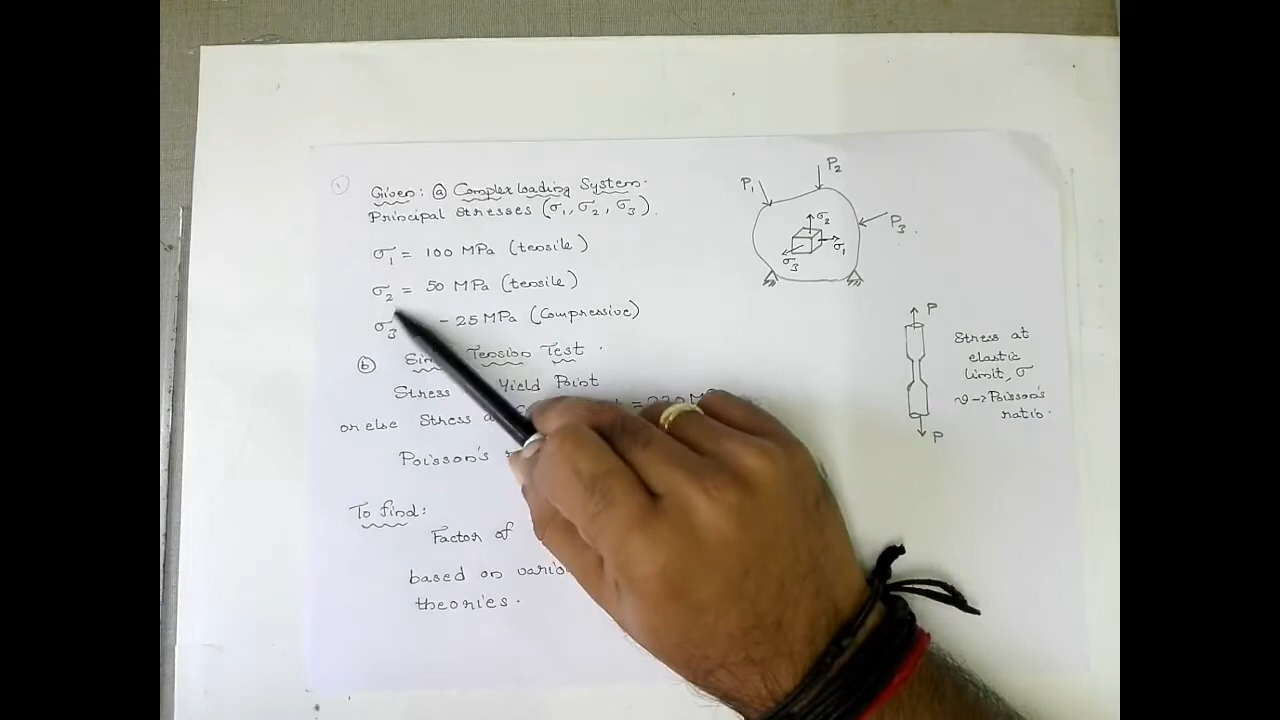 ①
Given: ⓐ Complex loading System.
Principal Stresses (σ₁, σ₂, σ₃).
σ₁ = 100 MPa (tensile)
σ₂ = 50 MPa (tensile)
σ₃ - 25 MPa (Compressive)
ⓑ Tension Test.
Stress Yield Point
or else Stress = 220
Poisson's
To find:
Factor of
based on
theories.
P₁
P₂
P₃
σ₂
σ₁
σ₃
P
Stress at
elastic
limit, σ
ν → Poisson's
ratio.
P